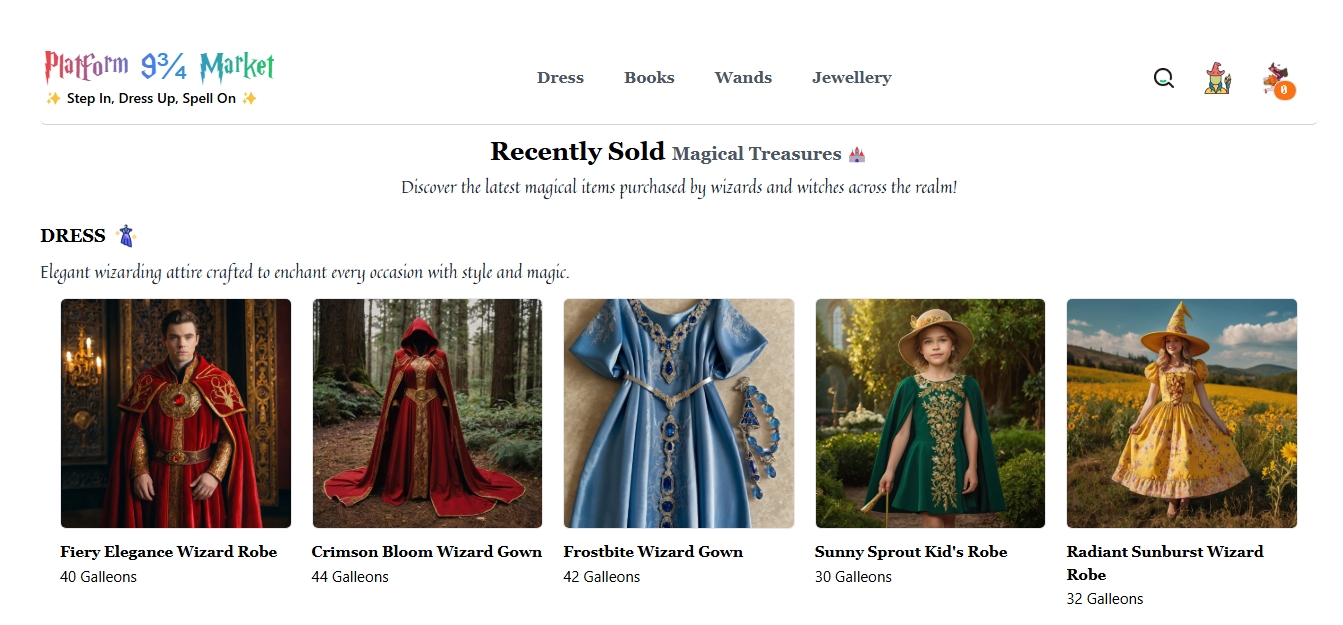 Platform 9¾ Market
✨ Step In, Dress Up, Spell On ✨
Dress Books Wands Jewellery
0
Recently Sold Magical Treasures
Discover the latest magical items purchased by wizards and witches across the realm!
DRESS
Elegant wizarding attire crafted to enchant every occasion with style and magic.
Fiery Elegance Wizard Robe
40 Galleons
Crimson Bloom Wizard Gown
44 Galleons
Frostbite Wizard Gown
42 Galleons
Sunny Sprout Kid's Robe
30 Galleons
Radiant Sunburst Wizard
Robe
32 Galleons